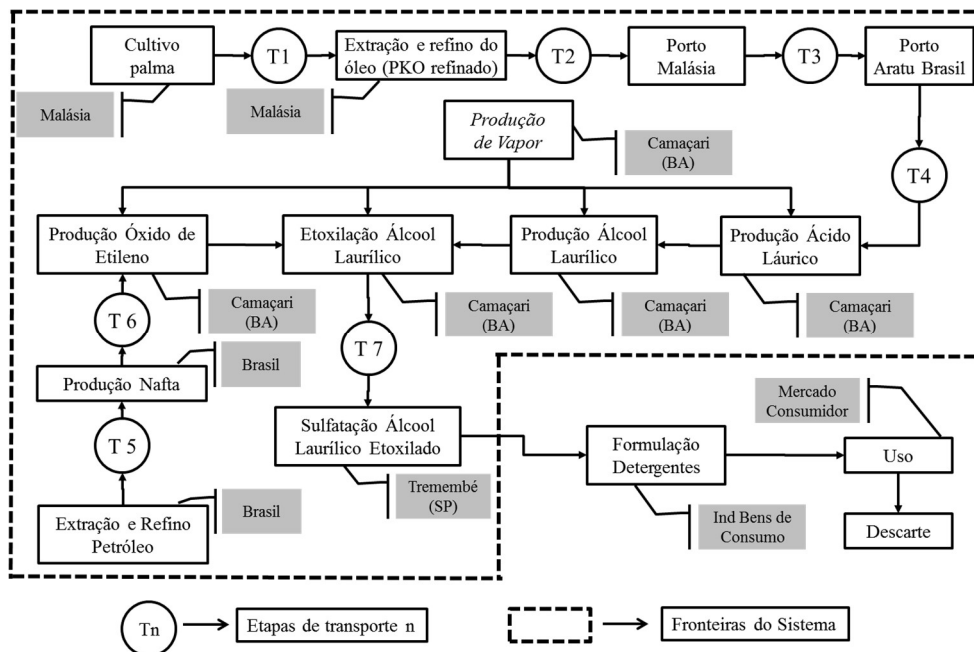 Cultivo
palma
T1
Extração e refino do
óleo (PKO refinado)
T2
Porto
Malásia
T3
Porto
Aratu Brasil
Malásia
Malásia
Produção
de Vapor
Camaçari
(BA)
T4
Produção Óxido de
Etileno
Etoxilação Álcool
Laurílico
Produção Álcool
Laurílico
Produção Ácido
Láurico
Camaçari
(BA)
Camaçari
(BA)
Camaçari
(BA)
Camaçari
(BA)
T 6
T 7
Brasil
Produção Nafta
Mercado
Consumidor
T 5
Sulfatação Álcool
Laurílico Etoxilado
Formulação
Detergentes
Uso
Tremembé
(SP)
Brasil
Extração e Refino
Petróleo
Ind Bens de
Consumo
Descarte
Tn
Etapas de transporte n
Fronteiras do Sistema